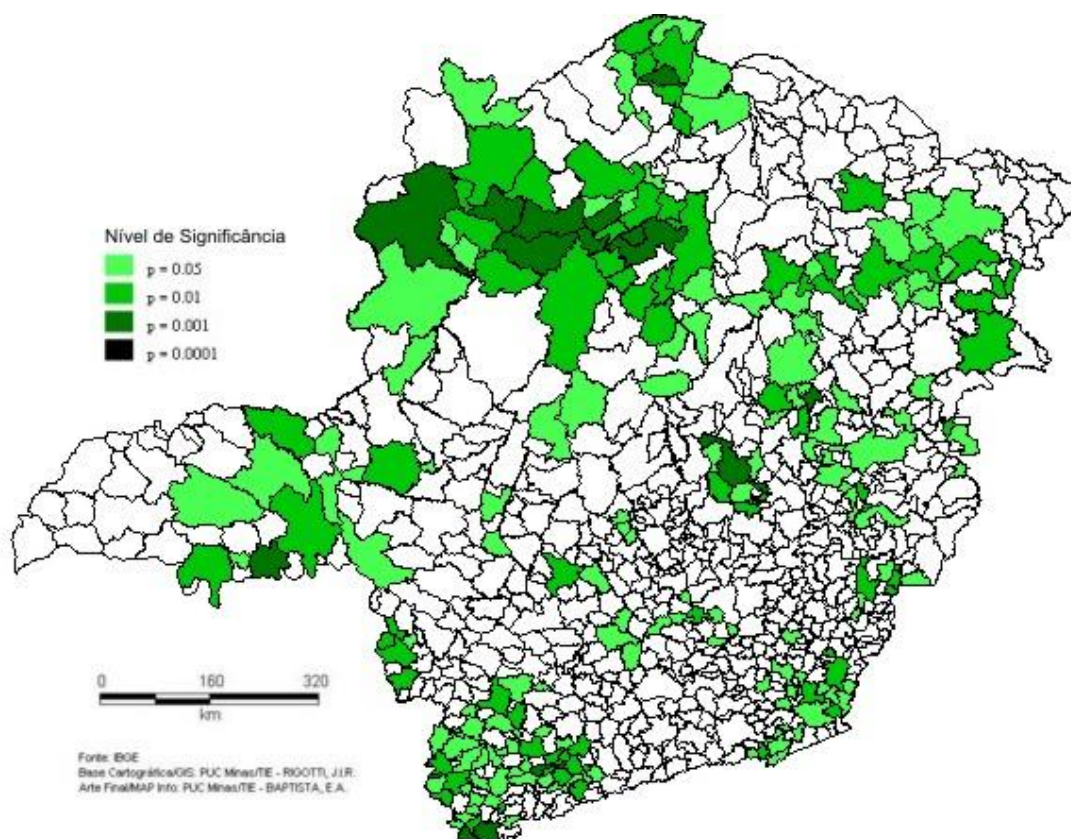 Nível de Significância
p = 0.05
p = 0.01
p = 0.001
p = 0.0001
0 160 320
km
Fonte: IBGE
Base Cartográfica/GIS: PUC Minas/TIE - RIGOTTI, J.I.R.
Arte Final/MAP Info: PUC Minas/TIE - BAPTISTA, E.A.